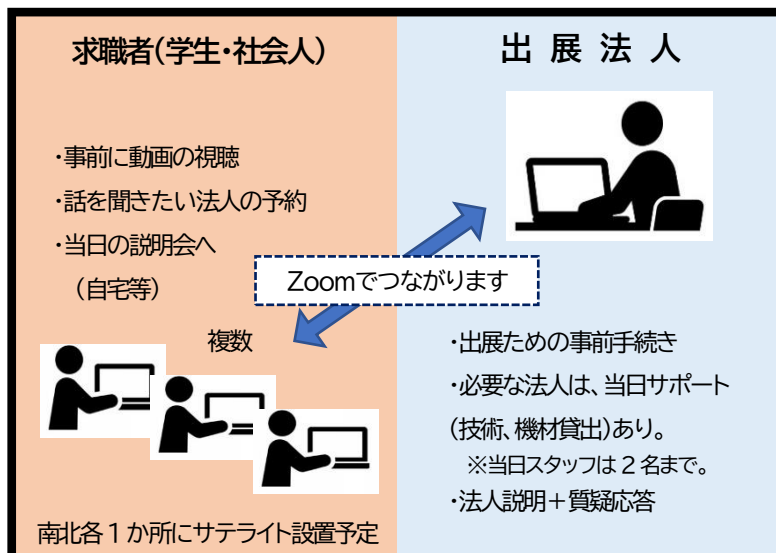 求職者(学生・社会人)
・事前に動画の視聴
・話を聞きたい法人の予約
・当日の説明会へ
（自宅等）
複数
南北各１か所にサテライト設置予定
Zoomでつながります
出 展 法 人
・出展ための事前手続き
・必要な法人は、当日サポート
(技術、機材貸出)あり。
※当日スタッフは２名まで。
・法人説明＋質疑応答